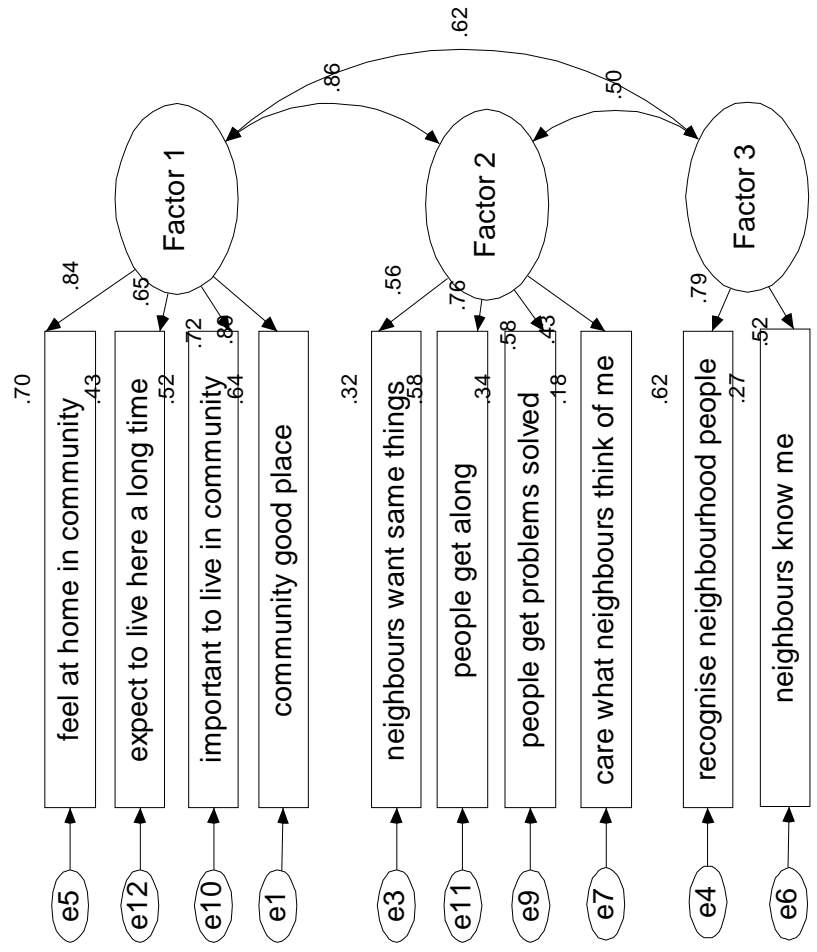 .70
.84
e5
feel at home in community
.43
.65
e12
expect to live here a long time
Factor 1
.52
.72
e10
important to live in community
.64
.80
e1
community good place
.86
.32
.56
e3
neighbours want same things
.58
.76
e11
people get along
Factor 2
.62
.34
.58
e9
people get problems solved
.18
.43
e7
care what neighbours think of me
.50
.62
.79
e4
recognise neighbourhood people
Factor 3
.27
.52
e6
neighbours know me